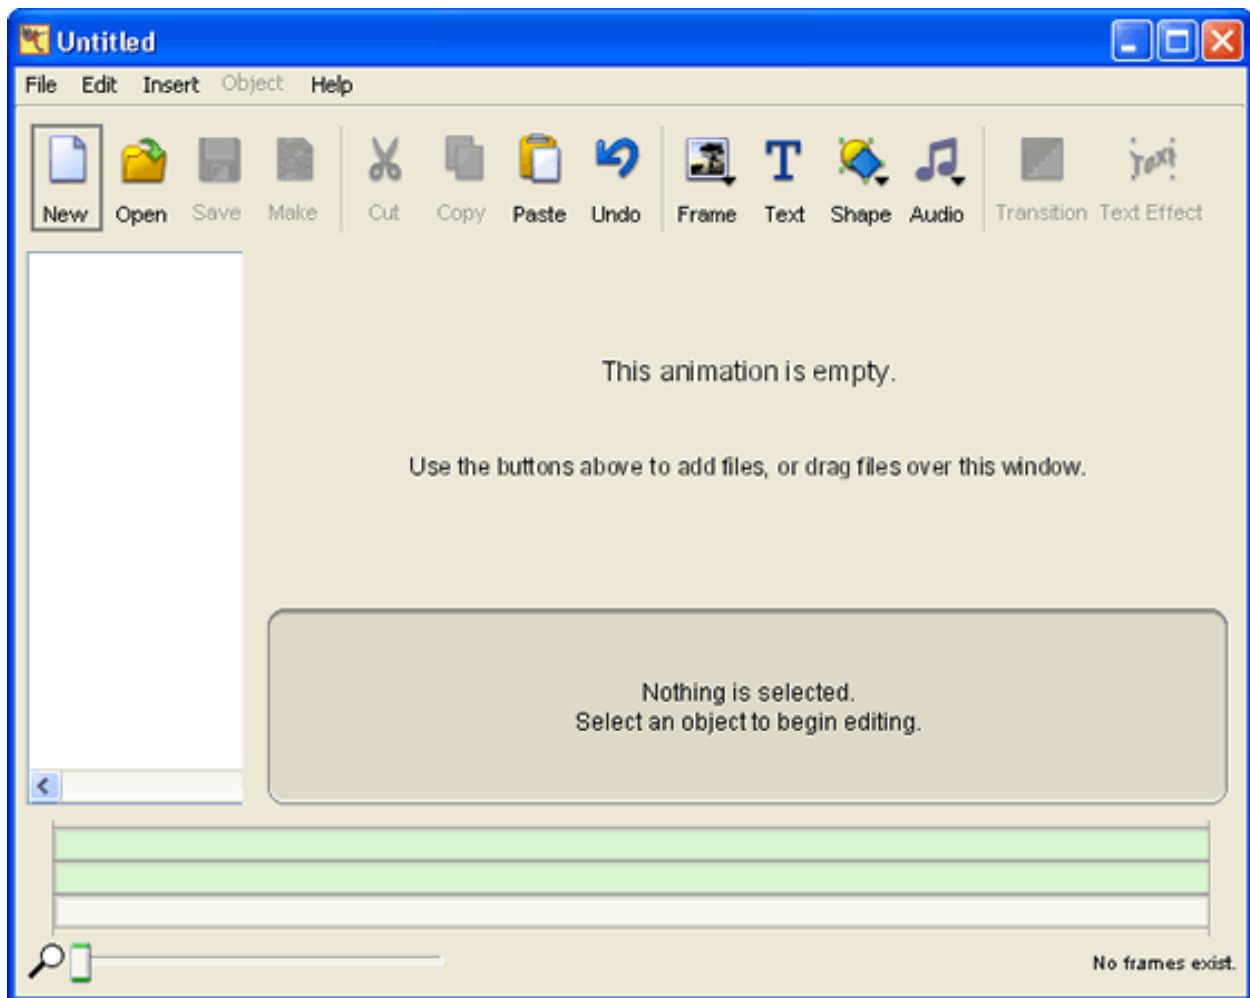 Untitled
File Edit Insert Object Help
New Open Save Make Cut Copy Paste Undo Frame Text Shape Audio Transition Text Effect
This animation is empty.
Use the buttons above to add files, or drag files over this window.
Nothing is selected.
Select an object to begin editing.
No frames exist.